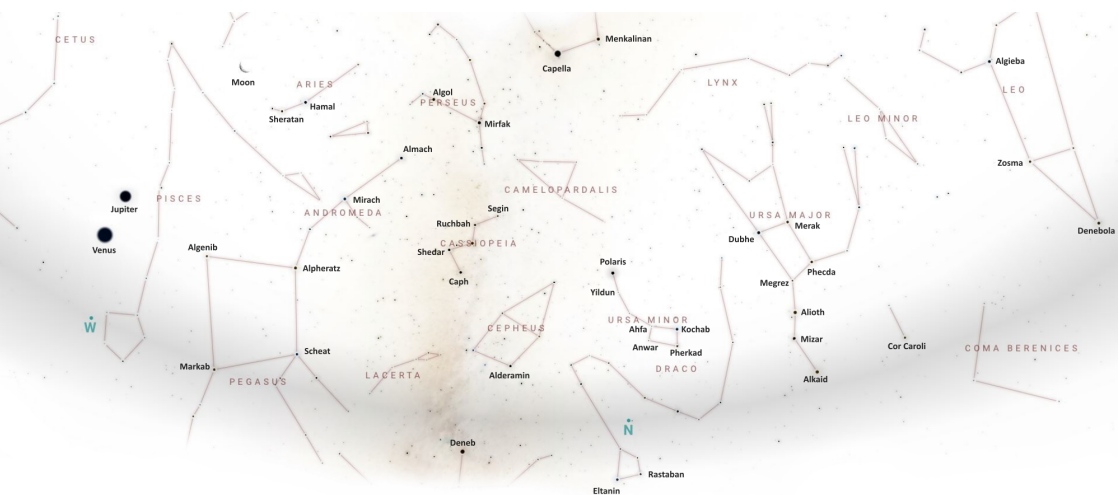 CETUS
Moon
ARIES
Hamal
Sheratan
Algol
PERSEUS
Mirfak
Capella
Menkalinan
LYNX
Algieba
LEO
LEO MINOR
Almach
Zosma
PISCES
Jupiter
Venus
Mirach
ANDROMEDA
CAMELOPARDALIS
Segin
Ruchbah
CASSIOPEIA
Shedar
Caph
URSA MAJOR
Merak
Dubhe
Denebola
Algenib
Alpheratz
Polaris
Yildun
Phecda
Megrez
W
CEPHEUS
URSA MINOR
Ahfa
Kochab
Anwar
Pherkad
Alioth
Mizar
Cor Caroli
COMA BERENICES
Markab
Scheat
PEGASUS
LACERTA
Alderamin
DRACO
Alkaid
N
Deneb
Rastaban
Eltanin